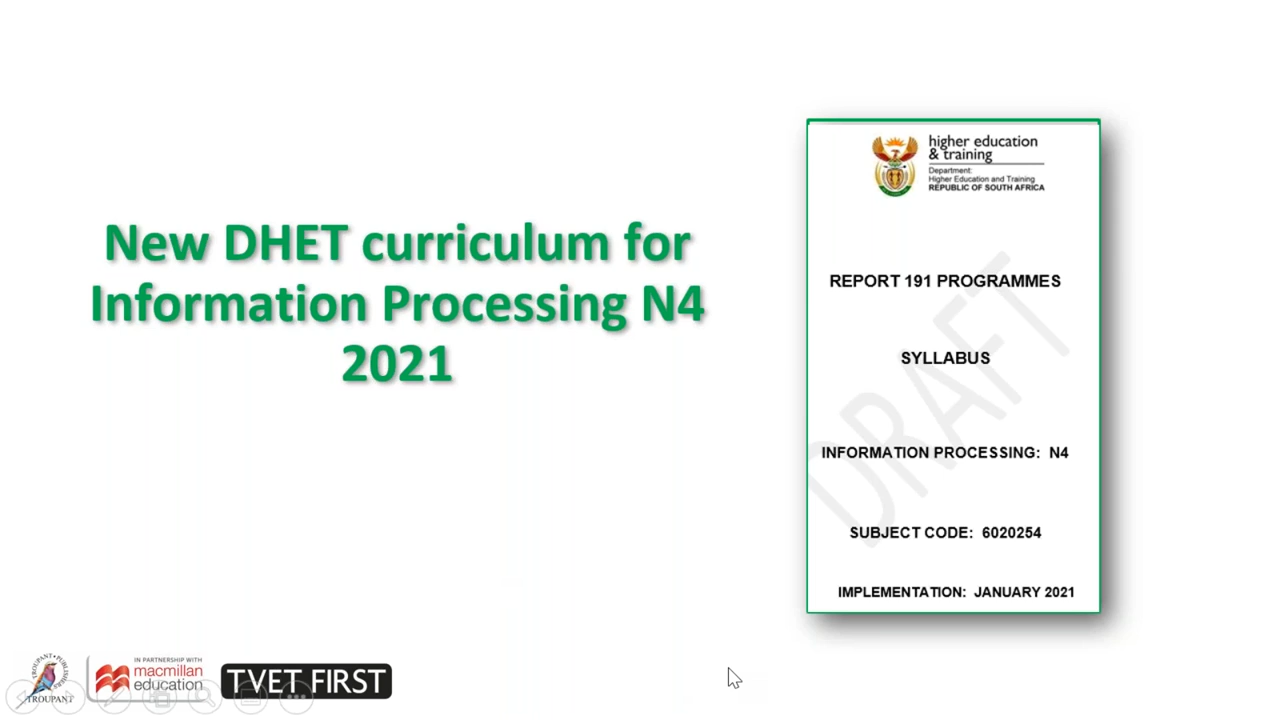 New DHET curriculum for
Information Processing N4
2021
higher education
& training
Department:
Higher Education and Training
REPUBLIC OF SOUTH AFRICA
REPORT 191 PROGRAMMES
SYLLABUS
DRAFT
INFORMATION PROCESSING: N4
SUBJECT CODE: 6020254
IMPLEMENTATION: JANUARY 2021
TROUPANT • PUBLISHERS
TROUPANT
IN PARTNERSHIP WITH
macmillan
education
TVET FIRST